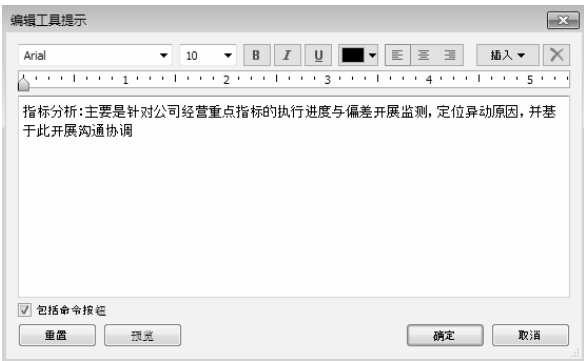 编辑工具提示
Arial 10 B I U 插入
1 2 3 4 5
指标分析:主要是针对公司经营重点指标的执行进度与偏差开展监测,定位异动原因,并基
于此开展沟通协调
包括命令按钮
重置 预览 确定 取消